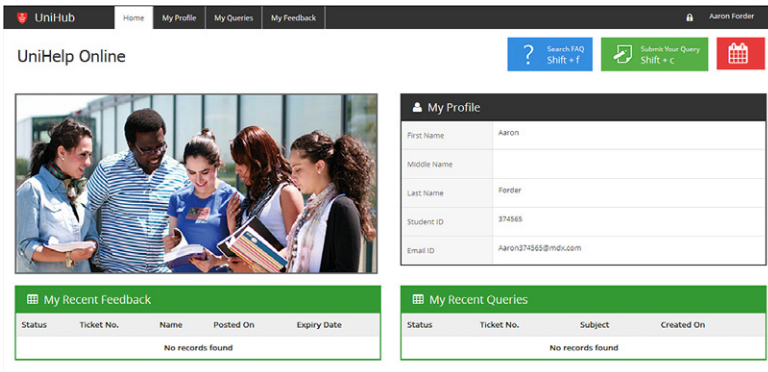 UniHub Home My Profile My Queries My Feedback Aaron Forder
UniHelp Online
? Search FAQ
Shift + f
Submit Your Query
Shift + c
My Profile
First Name Aaron
Middle Name
Last Name Forder
Student ID 374565
Email ID Aaron374565@mdx.com
My Recent Feedback
Status Ticket No. Name Posted On Expiry Date
No records found
My Recent Queries
Status Ticket No. Subject Created On
No records found